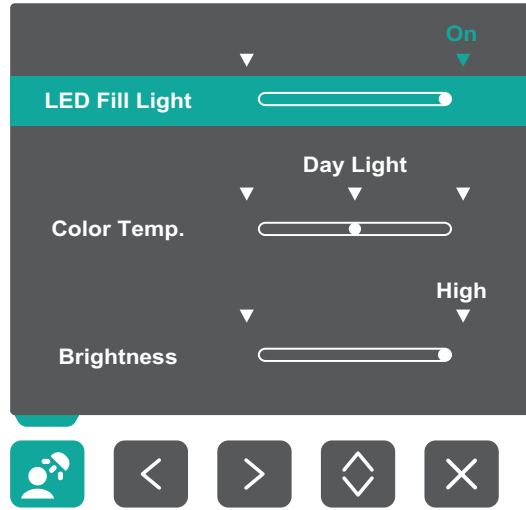 On
LED Fill Light
Day Light
Color Temp.
High
Brightness